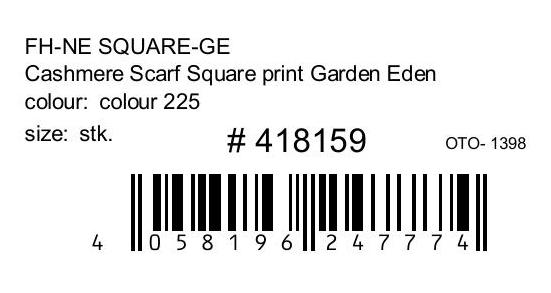 FH-NE SQUARE-GE
Cashmere Scarf Square print Garden Eden
colour: colour 225
size: stk.
# 418159
OTO- 1398
4 058196 247774